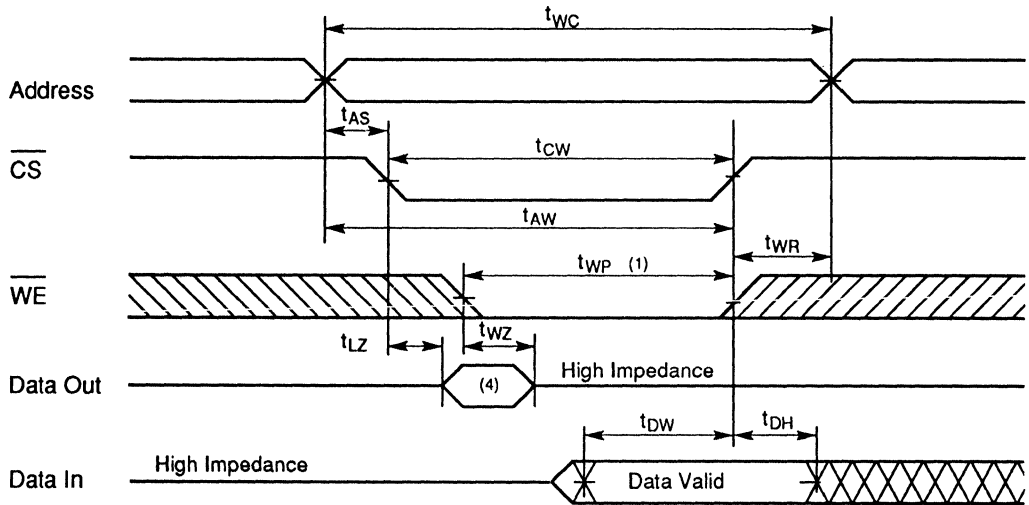 tWC
Address
tAS
CS
tCW
tAW
tWR
WE
tWP (1)
tLZ
tWZ
Data Out
(4)
High Impedance
tDW
tDH
Data In
High Impedance
Data Valid